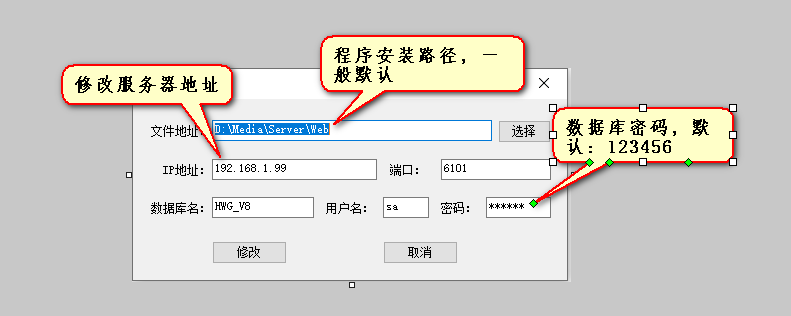 程序安装路径，一
般默认
修改服务器地址
文件地址：
D:\Media\Server\Web
选择
数据库密码，默
认：123456
IP地址：
192.168.1.99
端口：
6101
数据库名：
HWG_V8
用户名：
sa
密码：
******
修改
取消